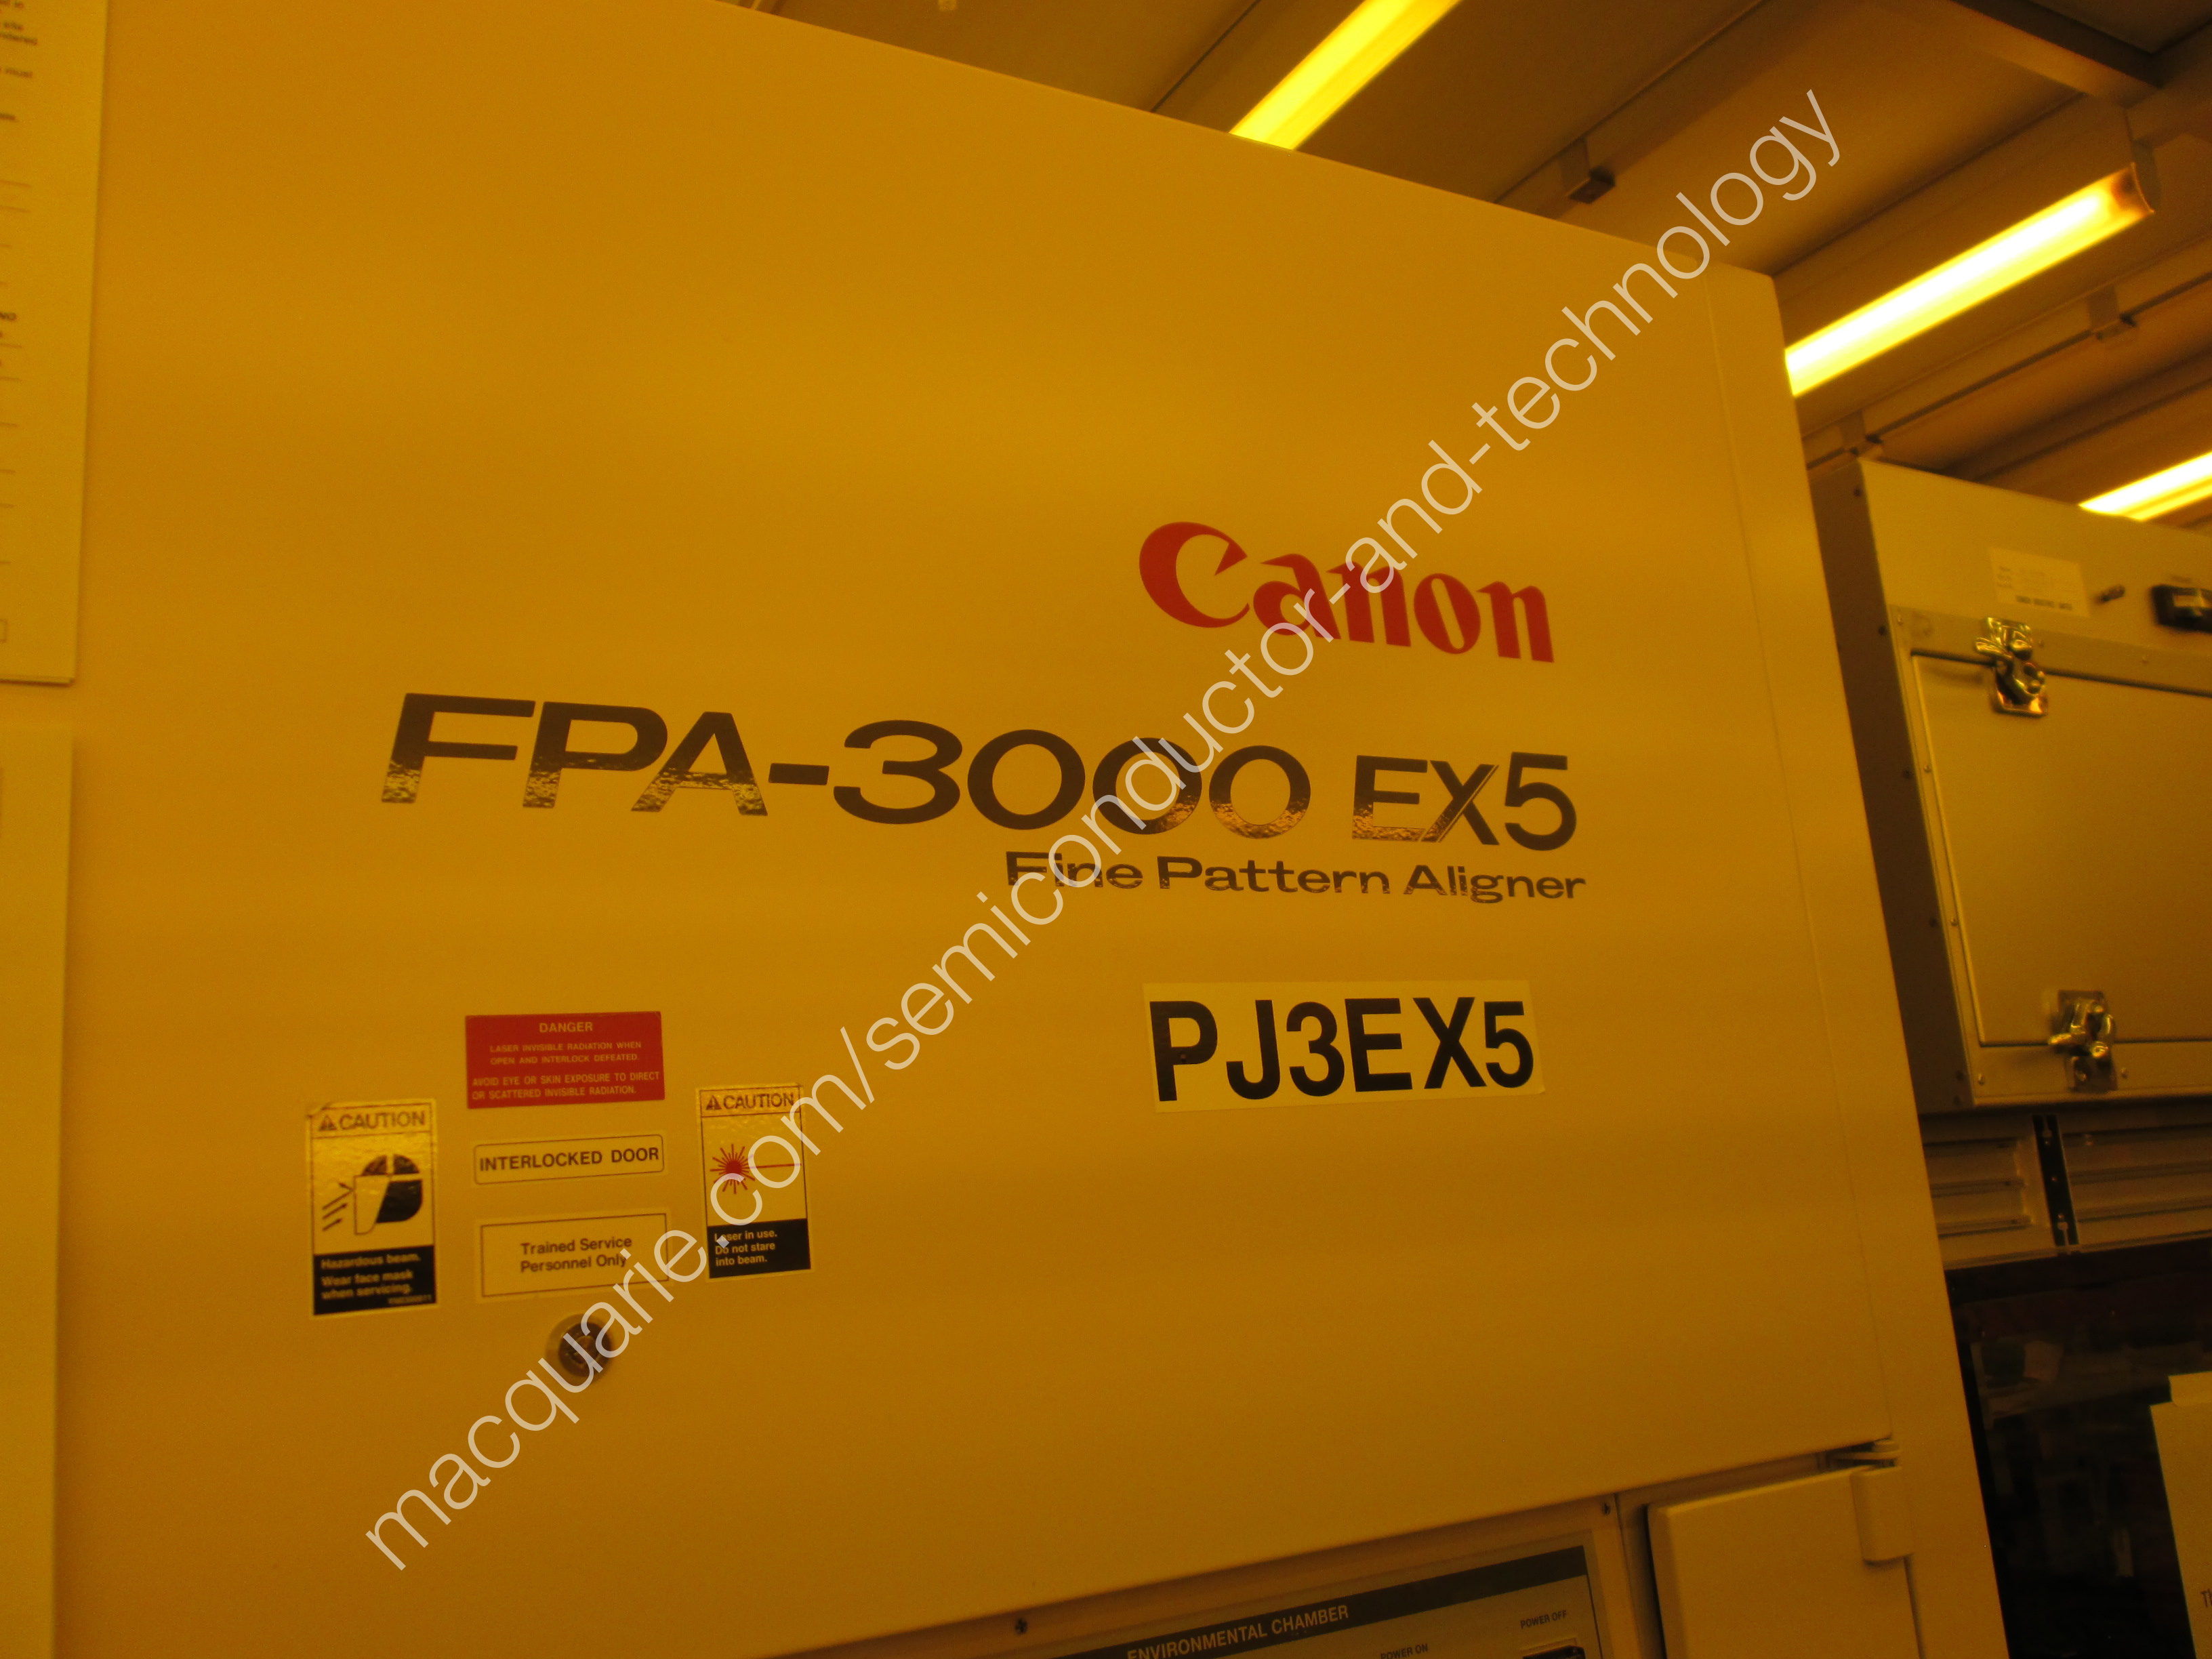 Canon
FPA-3000 EX5
Fine Pattern Aligner
PJ3EX5
DANGER
LASER INVISIBLE RADIATION WHEN
OPEN AND INTERLOCK DEFEATED.
AVOID EYE OR SKIN EXPOSURE TO DIRECT
OR SCATTERED INVISIBLE RADIATION.
CAUTION
Hazardous beam.
Wear face mask
when servicing.
INTERLOCKED DOOR
Trained Service
Personnel Only
CAUTION
Laser in use.
Do not stare
into beam.
ENVIRONMENTAL CHAMBER
POWER ON
POWER OFF
macquarie.com/semiconductor-and-technology